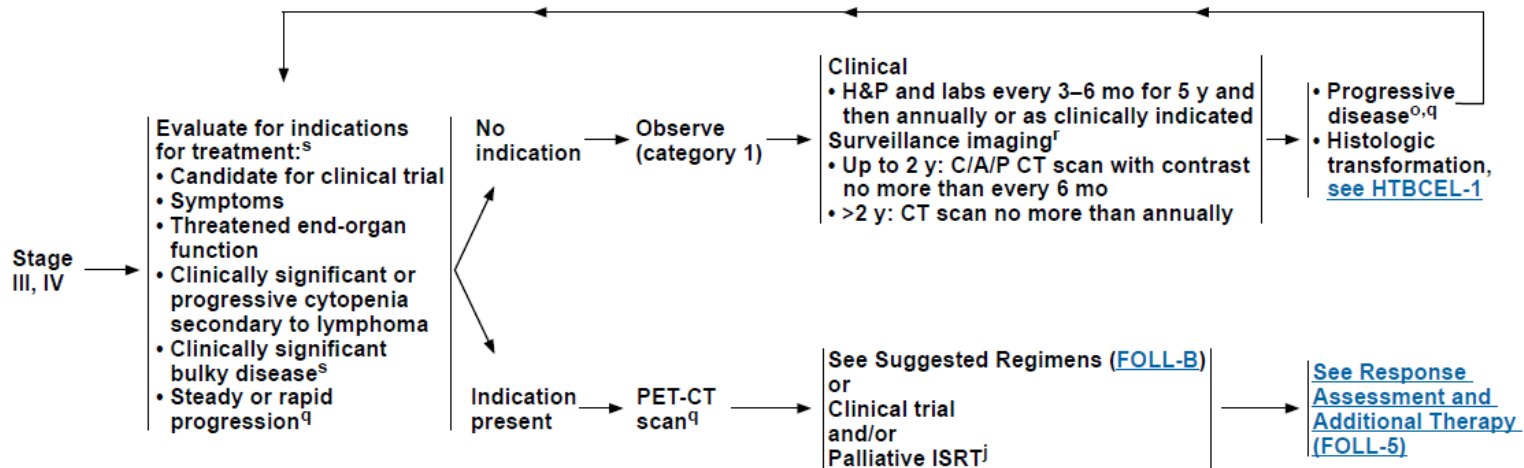 Stage
III, IV
Evaluate for indications
for treatment:s
• Candidate for clinical trial
• Symptoms
• Threatened end-organ
function
• Clinically significant or
progressive cytopenia
secondary to lymphoma
• Clinically significant
bulky diseases
• Steady or rapid
progressionq
No
indication
Observe
(category 1)
Clinical
• H&P and labs every 3–6 mo for 5 y and
then annually or as clinically indicated
Surveillance imagingr
• Up to 2 y: C/A/P CT scan with contrast
no more than every 6 mo
• >2 y: CT scan no more than annually
• Progressive
diseaseo,q
• Histologic
transformation,
see HTBCEL-1
Indication
present
PET-CT
scanq
See Suggested Regimens (FOLL-B)
or
Clinical trial
and/or
Palliative ISRTj
See Response
Assessment and
Additional Therapy
(FOLL-5)